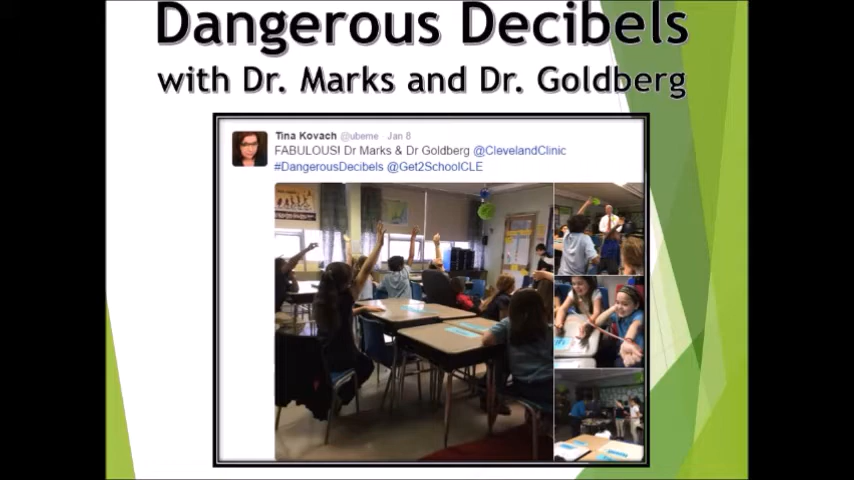 Dangerous Decibels
with Dr. Marks and Dr. Goldberg
Tina Kovach @ubeme · Jan 8
FABULOUS! Dr Marks & Dr Goldberg @ClevelandClinic
#DangerousDecibels @Get2SchoolCLE